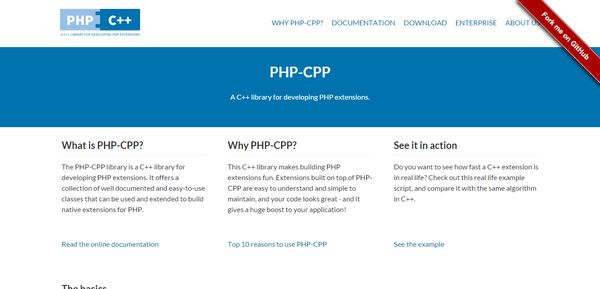 PHP C++
A C++ LIBRARY FOR DEVELOPING PHP EXTENSIONS
WHY PHP-CPP? DOCUMENTATION DOWNLOAD ENTERPRISE ABOUT US
Fork me on GitHub
PHP-CPP
A C++ library for developing PHP extensions.
What is PHP-CPP?
The PHP-CPP library is a C++ library for
developing PHP extensions. It offers a
collection of well documented and easy-to-use
classes that can be used and extended to build
native extensions for PHP.
Read the online documentation
Why PHP-CPP?
This C++ library makes building PHP
extensions fun. Extensions built on top of PHP-
CPP are easy to understand and simple to
maintain, and your code looks great - and it
gives a huge boost to your application!
Top 10 reasons to use PHP-CPP
See it in action
Do you want to see how fast a C++ extension is
in real life? Check out this real life example
script, and compare it with the same algorithm
in C++.
See the example
The basics